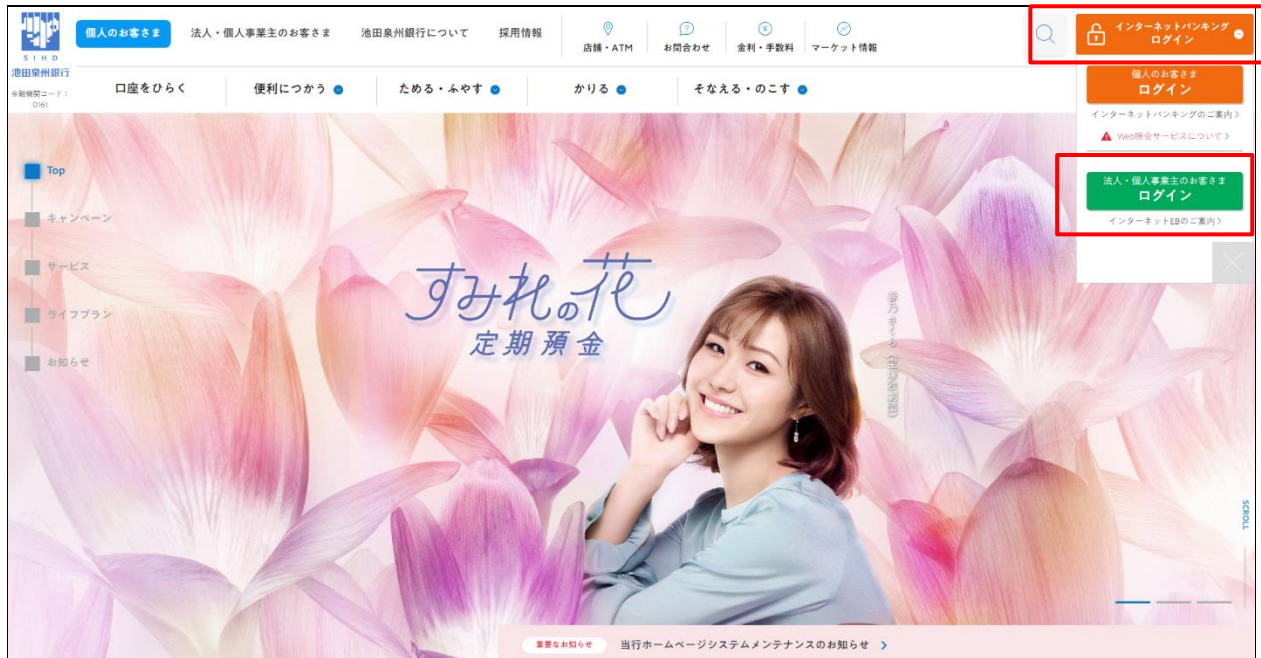 個人のお客さま
法人・個人事業主のお客さま
池田泉州銀行について
採用情報
店舗・ATM
お問合わせ
金利・手数料
マーケット情報
インターネットバンキング
ログイン
SIHD
池田泉州銀行
金融機関コード：
0161
口座をひらく
便利につかう
ためる・ふやす
かりる
そなえる・のこす
個人のお客さま
ログイン
インターネットバンキングのご案内
Web照会サービスについて
法人・個人事業主のお客さま
ログイン
インターネットEBのご案内
Top
キャンペーン
サービス
ライフプラン
お知らせ
すみれの花
定期預金
春乃 さくら（宝塚歌劇団）
SCROLL
重要なお知らせ
当行ホームページシステムメンテナンスのお知らせ